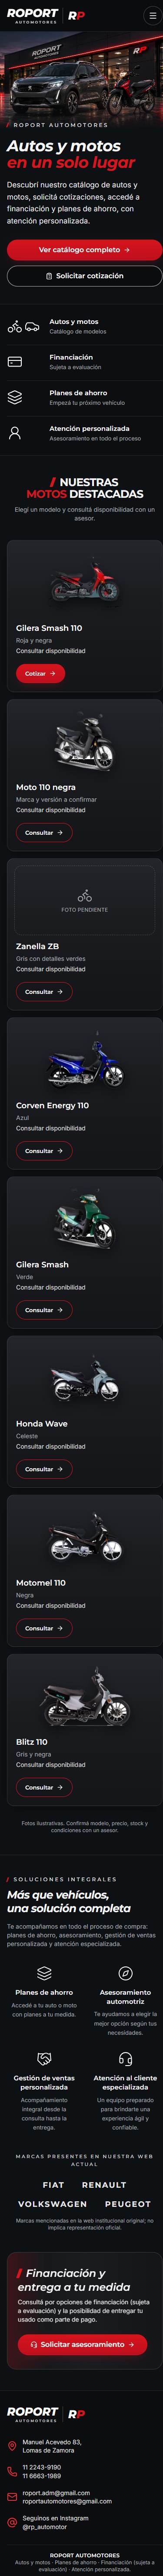 ROPORT RP
AUTOMOTORES
ROPORT AUTOMOTORES
RP
ROPORT AUTOMOTORES
Autos y motos
en un solo lugar
Descubrí nuestro catálogo de autos y
motos, solicitá cotizaciones, accedé a
financiación y planes de ahorro, con
atención personalizada.
Ver catálogo completo →
Solicitar cotización
Autos y motos
Catálogo de modelos
Financiación
Sujeta a evaluación
Planes de ahorro
Empezá tu próximo vehículo
Atención personalizada
Asesoramiento en todo el proceso
NUESTRAS
MOTOS DESTACADAS
Elegí un modelo y consultá disponibilidad con un
asesor.
Gilera Smash 110
Roja y negra
Consultar disponibilidad
Cotizar →
Moto 110 negra
Marca y versión a confirmar
Consultar disponibilidad
Consultar →
FOTO PENDIENTE
Zanella ZB
Gris con detalles verdes
Consultar disponibilidad
Consultar →
Corven Energy 110
Azul
Consultar disponibilidad
Consultar →
Gilera Smash
Verde
Consultar disponibilidad
Consultar →
Honda Wave
Celeste
Consultar disponibilidad
Consultar →
Motomel 110
Negra
Consultar disponibilidad
Consultar →
Blitz 110
Gris y negra
Consultar disponibilidad
Consultar →
Fotos ilustrativas. Confirmá modelo, precio, stock y
condiciones con un asesor.
SOLUCIONES INTEGRALES
Más que vehículos,
una solución completa
Te acompañamos en todo el proceso de compra:
planes de ahorro, asesoramiento, gestión de ventas
personalizada y atención especializada.
Planes de ahorro
Accedé a tu auto o moto
con planes a tu medida.
Asesoramiento
automotriz
Te ayudamos a elegir la
mejor opción según tus
necesidades.
Gestión de ventas
personalizada
Acompañamiento
integral desde la
consulta hasta la
entrega.
Atención al cliente
especializada
Un equipo preparado
para brindarte una
experiencia ágil y
confiable.
MARCAS PRESENTES EN NUESTRA WEB
ACTUAL
FIAT RENAULT
VOLKSWAGEN PEUGEOT
Marcas mencionadas en la web institucional original; no
implica representación oficial.
Financiación y
entrega a tu medida
Consultá por opciones de financiación (sujeta
a evaluación) y la posibilidad de entregar tu
usado como parte de pago.
Solicitar asesoramiento →
ROPORT RP
AUTOMOTORES
Manuel Acevedo 83,
Lomas de Zamora
11 2243-9190
11 6663-1989
roport.adm@gmail.com
roportautomotores@gmail.com
Seguinos en Instagram
@rp_automotor
ROPORT AUTOMOTORES
Autos y motos · Planes de ahorro · Financiación (sujeta a
evaluación) · Atención personalizada.